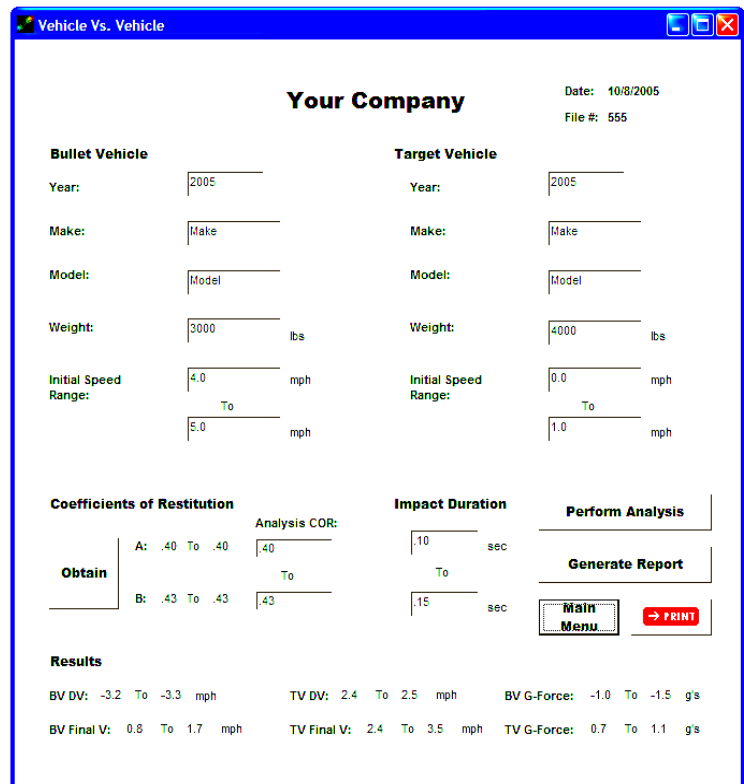 Vehicle Vs. Vehicle
Your Company
Date: 10/8/2005
File #: 555
Bullet Vehicle Target Vehicle
Year: 2005 Year: 2005
Make: Make Make: Make
Model: Model Model: Model
Weight: 3000 lbs Weight: 4000 lbs
Initial Speed Range: 4.0 mph Initial Speed Range: 0.0 mph
To To
5.0 mph 1.0 mph
Coefficients of Restitution Impact Duration
Analysis COR:
Perform Analysis
A: .40 To .40 .40 .10 sec
Obtain To To Generate Report
B: .43 To .43 .43 .15 sec
Main Menu → PRINT
Results
BV DV: -3.2 To -3.3 mph TV DV: 2.4 To 2.5 mph BV G-Force: -1.0 To -1.5 g's
BV Final V: 0.8 To 1.7 mph TV Final V: 2.4 To 3.5 mph TV G-Force: 0.7 To 1.1 g's